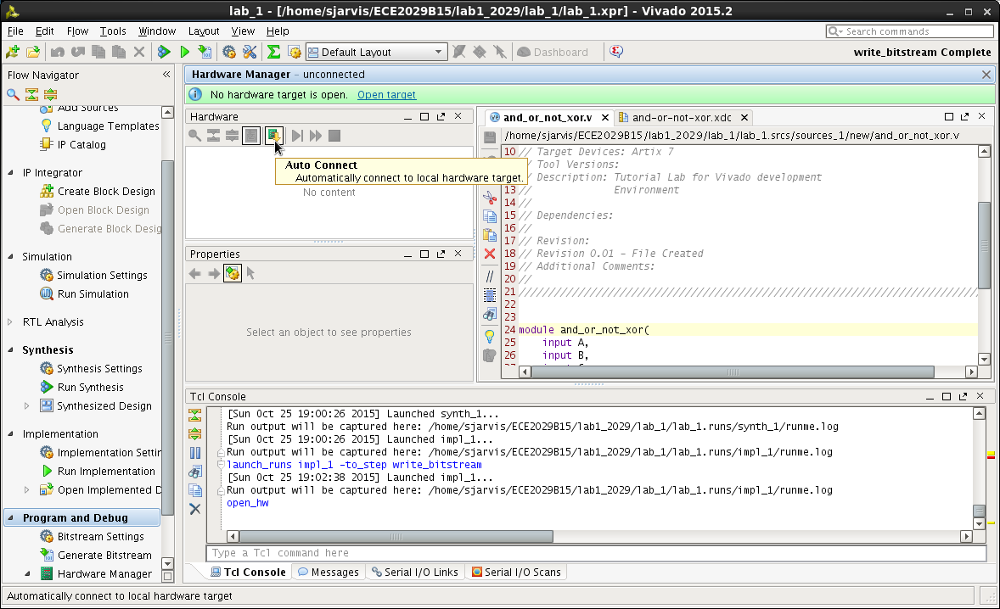 lab_1 - [/home/sjarvis/ECE2029B15/lab1_2029/lab_1/lab_1.xpr] - Vivado 2015.2
File Edit Flow Tools Window Layout View Help
Search commands
Default Layout
Dashboard
write_bitstream Complete
Flow Navigator
Add Sources
Language Templates
IP Catalog
IP Integrator
Create Block Design
Open Block Design
Generate Block Desig
Simulation
Simulation Settings
Run Simulation
RTL Analysis
Synthesis
Synthesis Settings
Run Synthesis
Synthesized Design
Implementation
Implementation Settin
Run Implementation
Open Implemented D
Program and Debug
Bitstream Settings
Generate Bitstream
Hardware Manager
Hardware Manager - unconnected
No hardware target is open. Open target
Hardware
Auto Connect
Automatically connect to local hardware target.
No content
Properties
Select an object to see properties
and_or_not_xor.v
and-or-not-xor.xdc
/home/sjarvis/ECE2029B15/lab1_2029/lab_1/lab_1.srcs/sources_1/new/and_or_not_xor.v
10 // Target Devices: Artix 7
// Tool Versions:
// Description: Tutorial Lab for Vivado development
13 // Environment
14 //
15 // Dependencies:
16 //
17 // Revision:
18 // Revision 0.01 - File Created
19 // Additional Comments:
20 //
21 //////////////////////////////////////////////////////////////////////////////////
22
23
24 module and_or_not_xor(
25 input A,
26 input B,
Tcl Console
[Sun Oct 25 19:00:26 2015] Launched synth_1...
Run output will be captured here: /home/sjarvis/ECE2029B15/lab1_2029/lab_1/lab_1.runs/synth_1/runme.log
[Sun Oct 25 19:00:26 2015] Launched impl_1...
Run output will be captured here: /home/sjarvis/ECE2029B15/lab1_2029/lab_1/lab_1.runs/impl_1/runme.log
launch_runs impl_1 -to_step write_bitstream
[Sun Oct 25 19:02:38 2015] Launched impl_1...
Run output will be captured here: /home/sjarvis/ECE2029B15/lab1_2029/lab_1/lab_1.runs/impl_1/runme.log
open_hw
Type a Tcl command here
Tcl Console Messages Serial I/O Links Serial I/O Scans
Automatically connect to local hardware target